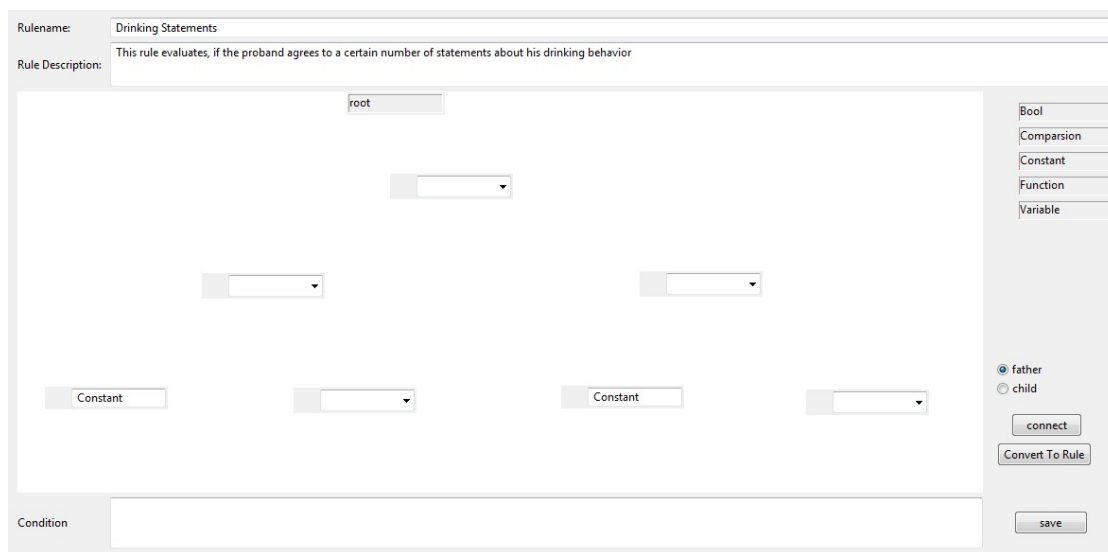 Rulename:
Drinking Statements
Rule Description:
This rule evaluates, if the proband agrees to a certain number of statements about his drinking behavior
root
Bool
Comparsion
Constant
Function
Variable
Constant
Constant
father
child
connect
Convert To Rule
Condition
save